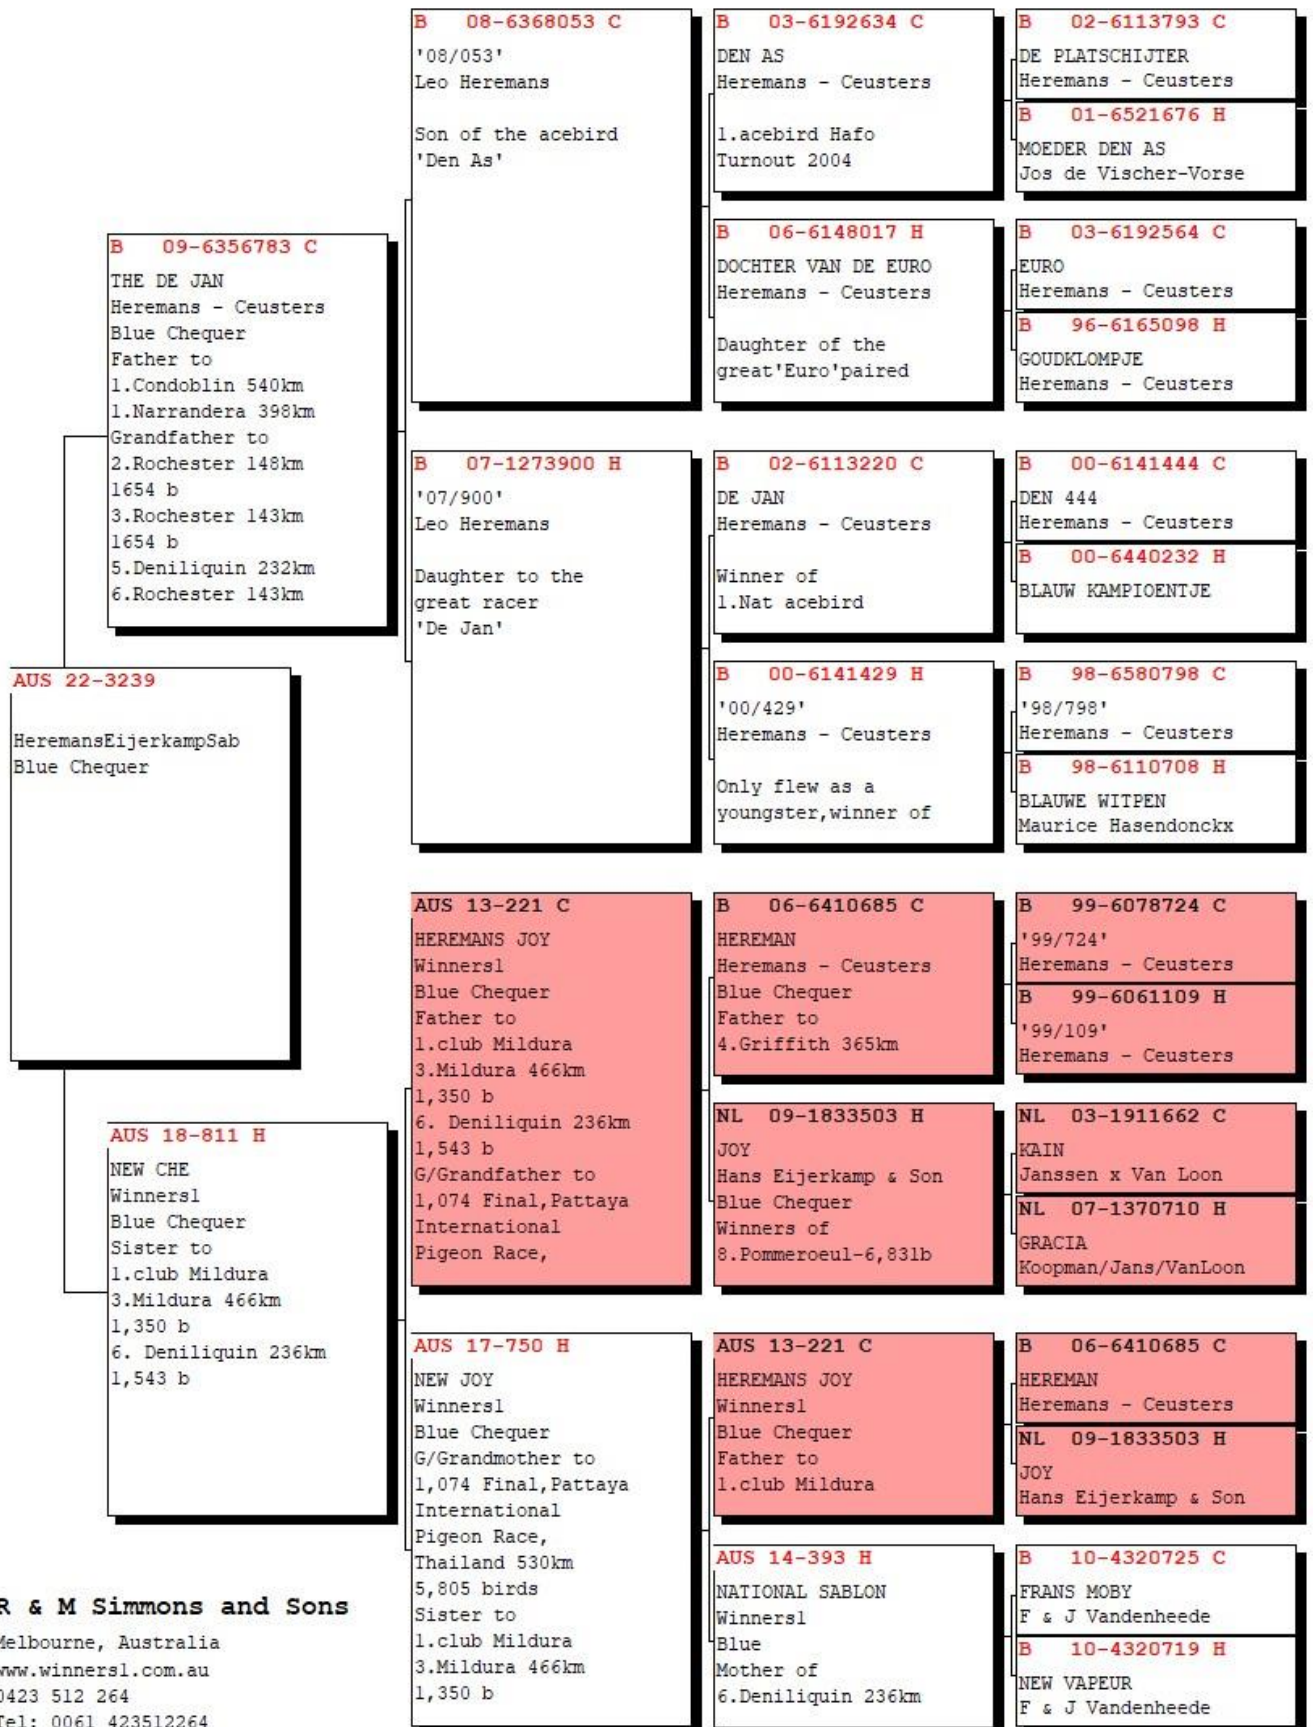 B 08-6368053 C
'08/053'
Leo Heremans
Son of the acebird
'Den As'
B 03-6192634 C
DEN AS
Heremans - Ceusters
1.acebird Hafo
Turnout 2004
B 02-6113793 C
DE PLATSCHIJTER
Heremans - Ceusters
B 01-6521676 H
MOEDER DEN AS
Jos de Vischer-Vorse
B 06-6148017 H
DOCHTER VAN DE EURO
Heremans - Ceusters
Daughter of the
great'Euro'paired
B 03-6192564 C
EURO
Heremans - Ceusters
B 96-6165098 H
GOUDKLOMPJE
Heremans - Ceusters
B 09-6356783 C
THE DE JAN
Heremans - Ceusters
Blue Chequer
Father to
1.Condoblin 540km
1.Narrandera 398km
Grandfather to
2.Rochester 148km
1654 b
3.Rochester 143km
1654 b
5.Deniliquin 232km
6.Rochester 143km
B 07-1273900 H
'07/900'
Leo Heremans
Daughter to the
great racer
'De Jan'
B 02-6113220 C
DE JAN
Heremans - Ceusters
Winner of
1.Nat acebird
B 00-6141444 C
DEN 444
Heremans - Ceusters
B 00-6440232 H
BLAUW KAMPIOENTJE
B 00-6141429 H
'00/429'
Heremans - Ceusters
Only flew as a
youngster,winner of
B 98-6580798 C
'98/798'
Heremans - Ceusters
B 98-6110708 H
BLAUWE WITPEN
Maurice Hasendonckx
AUS 22-3239
HeremansEijerkampSab
Blue Chequer
AUS 13-221 C
HEREMANS JOY
Winners1
Blue Chequer
Father to
1.club Mildura
3.Mildura 466km
1,350 b
6. Deniliquin 236km
1,543 b
G/Grandfather to
1,074 Final,Pattaya
International
Pigeon Race,
B 06-6410685 C
HEREMAN
Heremans - Ceusters
Blue Chequer
Father to
4.Griffith 365km
B 99-6078724 C
'99/724'
Heremans - Ceusters
B 99-6061109 H
'99/109'
Heremans - Ceusters
NL 09-1833503 H
JOY
Hans Eijerkamp & Son
Blue Chequer
Winners of
8.Pommeroeul-6,831b
NL 03-1911662 C
KAIN
Janssen x Van Loon
NL 07-1370710 H
GRACIA
Koopman/Jans/VanLoon
AUS 18-811 H
NEW CHE
Winners1
Blue Chequer
Sister to
1.club Mildura
3.Mildura 466km
1,350 b
6. Deniliquin 236km
1,543 b
AUS 17-750 H
NEW JOY
Winners1
Blue Chequer
G/Grandmother to
1,074 Final,Pattaya
International
Pigeon Race,
Thailand 530km
5,805 birds
Sister to
1.club Mildura
3.Mildura 466km
1,350 b
AUS 13-221 C
HEREMANS JOY
Winners1
Blue Chequer
Father to
1.club Mildura
B 06-6410685 C
HEREMAN
Heremans - Ceusters
NL 09-1833503 H
JOY
Hans Eijerkamp & Son
AUS 14-393 H
NATIONAL SABLON
Winners1
Blue
Mother of
6.Deniliquin 236km
B 10-4320725 C
FRANS MOBY
F & J Vandenheede
B 10-4320719 H
NEW VAPEUR
F & J Vandenheede
R & M Simmons and Sons
Melbourne, Australia
www.winners1.com.au
0423 512 264
Tel: 0061 423512264